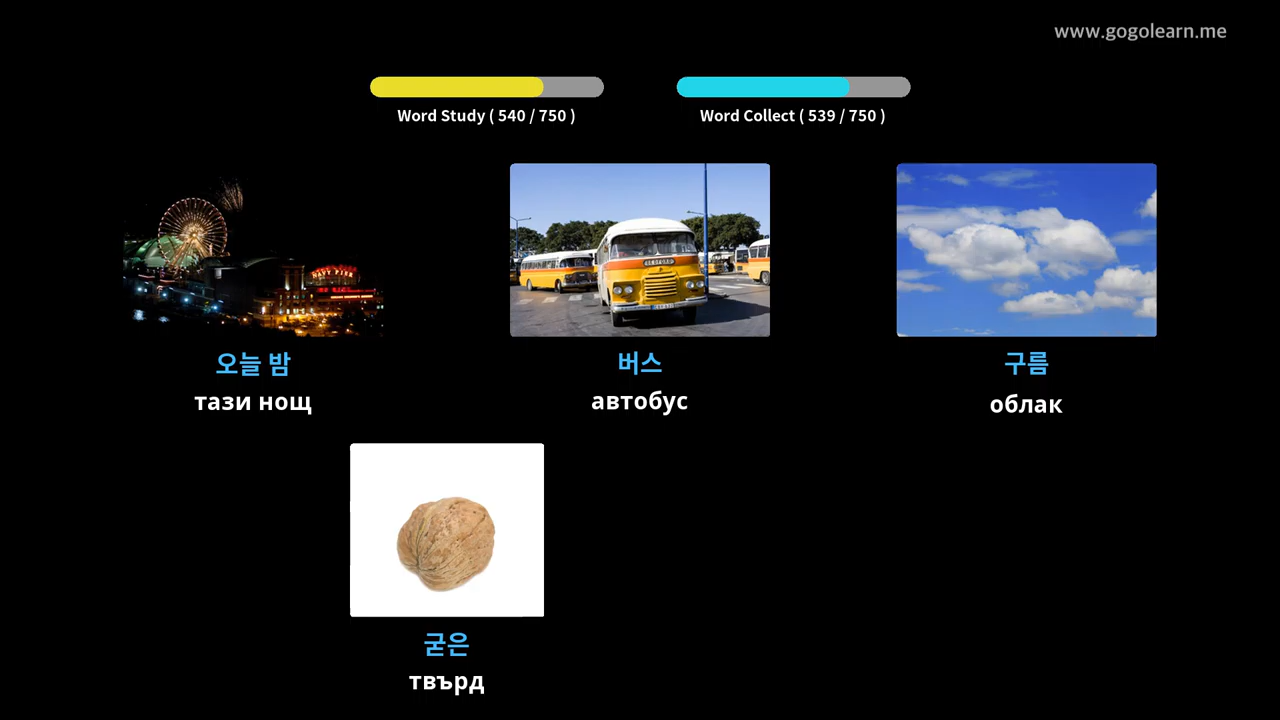 www.gogolearn.me
Word Study ( 540 / 750 )
Word Collect ( 539 / 750 )
오늘 밤
тази нощ
버스
автобус
구름
облак
굳은
твърд